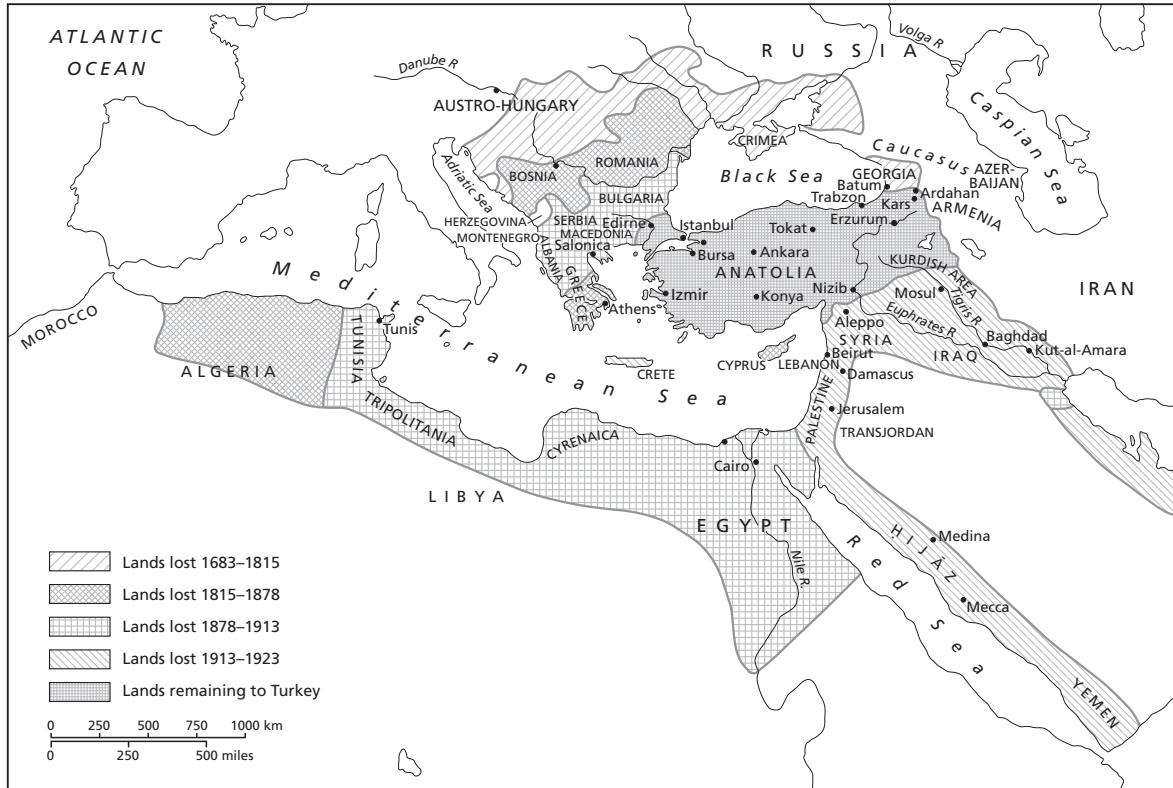 ATLANTIC
OCEAN
RUSSIA
Volga R
Danube R
AUSTRO-HUNGARY
Caspian Sea
CRIMEA
Caucasus
ROMANIA
BOSNIA
Adriatic Sea
Black Sea
GEORGIA
AZER-
BAIJAN
Batum
Ardahan
BULGARIA
Trabzon
Kars
ARMENIA
HERZEGOVINA
SERBIA
Edirne
Istanbul
Tokat
Erzurum
MONTENEGRO
MACEDONIA
ALBANIA
Salonica
Bursa
Ankara
KURDISH AREA
ANATOLIA
GREECE
Nizib
Mosul
Tigris R
IRAN
Mediterranean Sea
Izmir
Konya
MOROCCO
Athens
Aleppo
Euphrates R
Tunis
TUNISIA
SYRIA
Baghdad
Beirut
IRAQ
Kut-al-Amara
ALGERIA
CRETE
CYPRUS
LEBANON
Damascus
TRIPOLITANIA
PALESTINE
Jerusalem
CYRENAICA
TRANSJORDAN
Cairo
LIBYA
EGYPT
Red Sea
Medina
ḤIJĀZ
Nile R.
Mecca
YEMEN
Lands lost 1683–1815
Lands lost 1815–1878
Lands lost 1878–1913
Lands lost 1913–1923
Lands remaining to Turkey
0 250 500 750 1000 km
0 250 500 miles